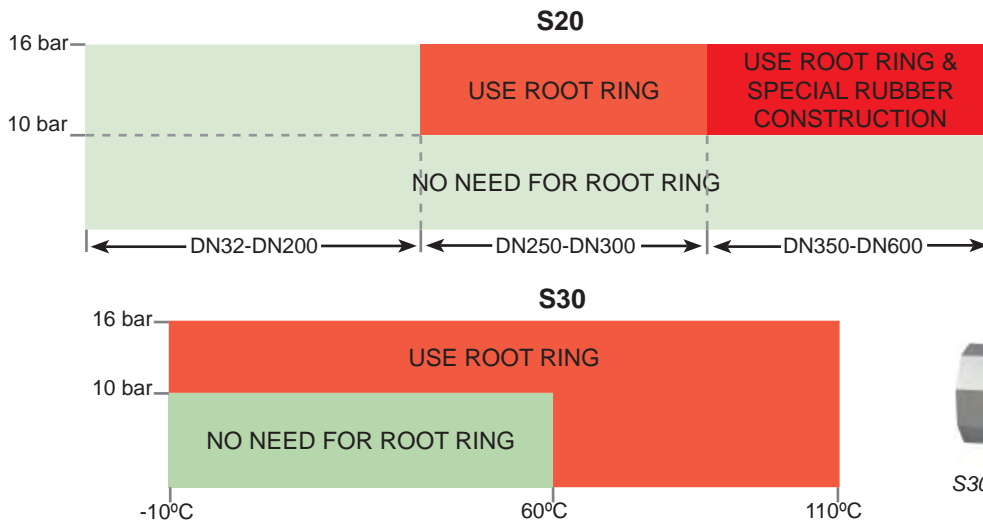 S20
16 bar
USE ROOT RING
USE ROOT RING &
SPECIAL RUBBER
CONSTRUCTION
10 bar
NO NEED FOR ROOT RING
DN32-DN200
DN250-DN300
DN350-DN600
S30
16 bar
USE ROOT RING
10 bar
NO NEED FOR ROOT RING
S30
-10ºC
60ºC
110ºC